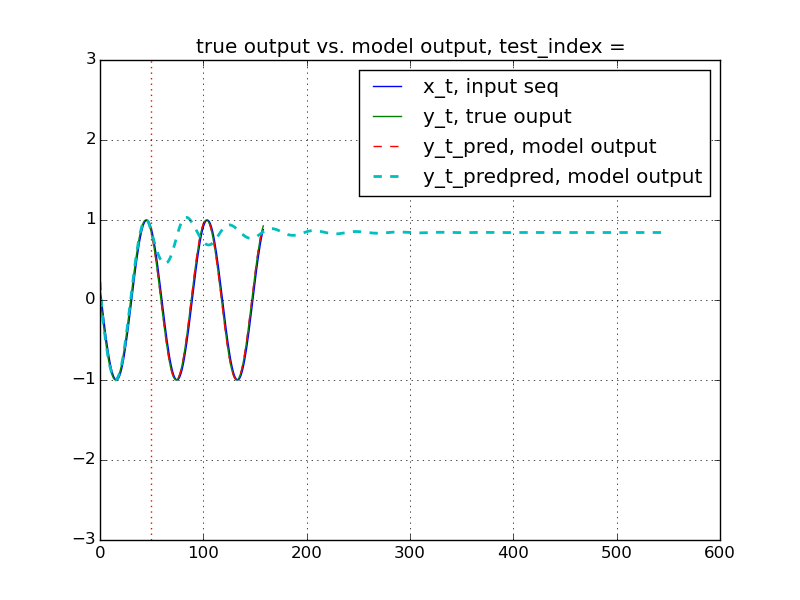 true output vs. model output, test_index =
x_t, input seq
y_t, true ouput
y_t_pred, model output
y_t_predpred, model output
3
2
1
0
−1
−2
−3
0 100 200 300 400 500 600